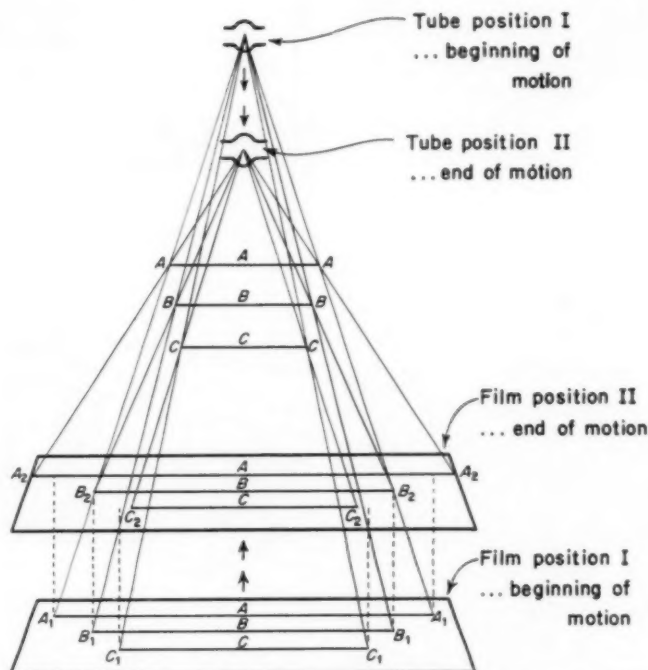 Tube position I
...beginning of
motion
Tube position II
...end of motion
A A A
B B B
C C C
Film position II
...end of motion
A2 A A2
B2 B B2
C2 C C2
Film position I
...beginning of
motion
A1 A A1
B1 B B1
C1 C C1